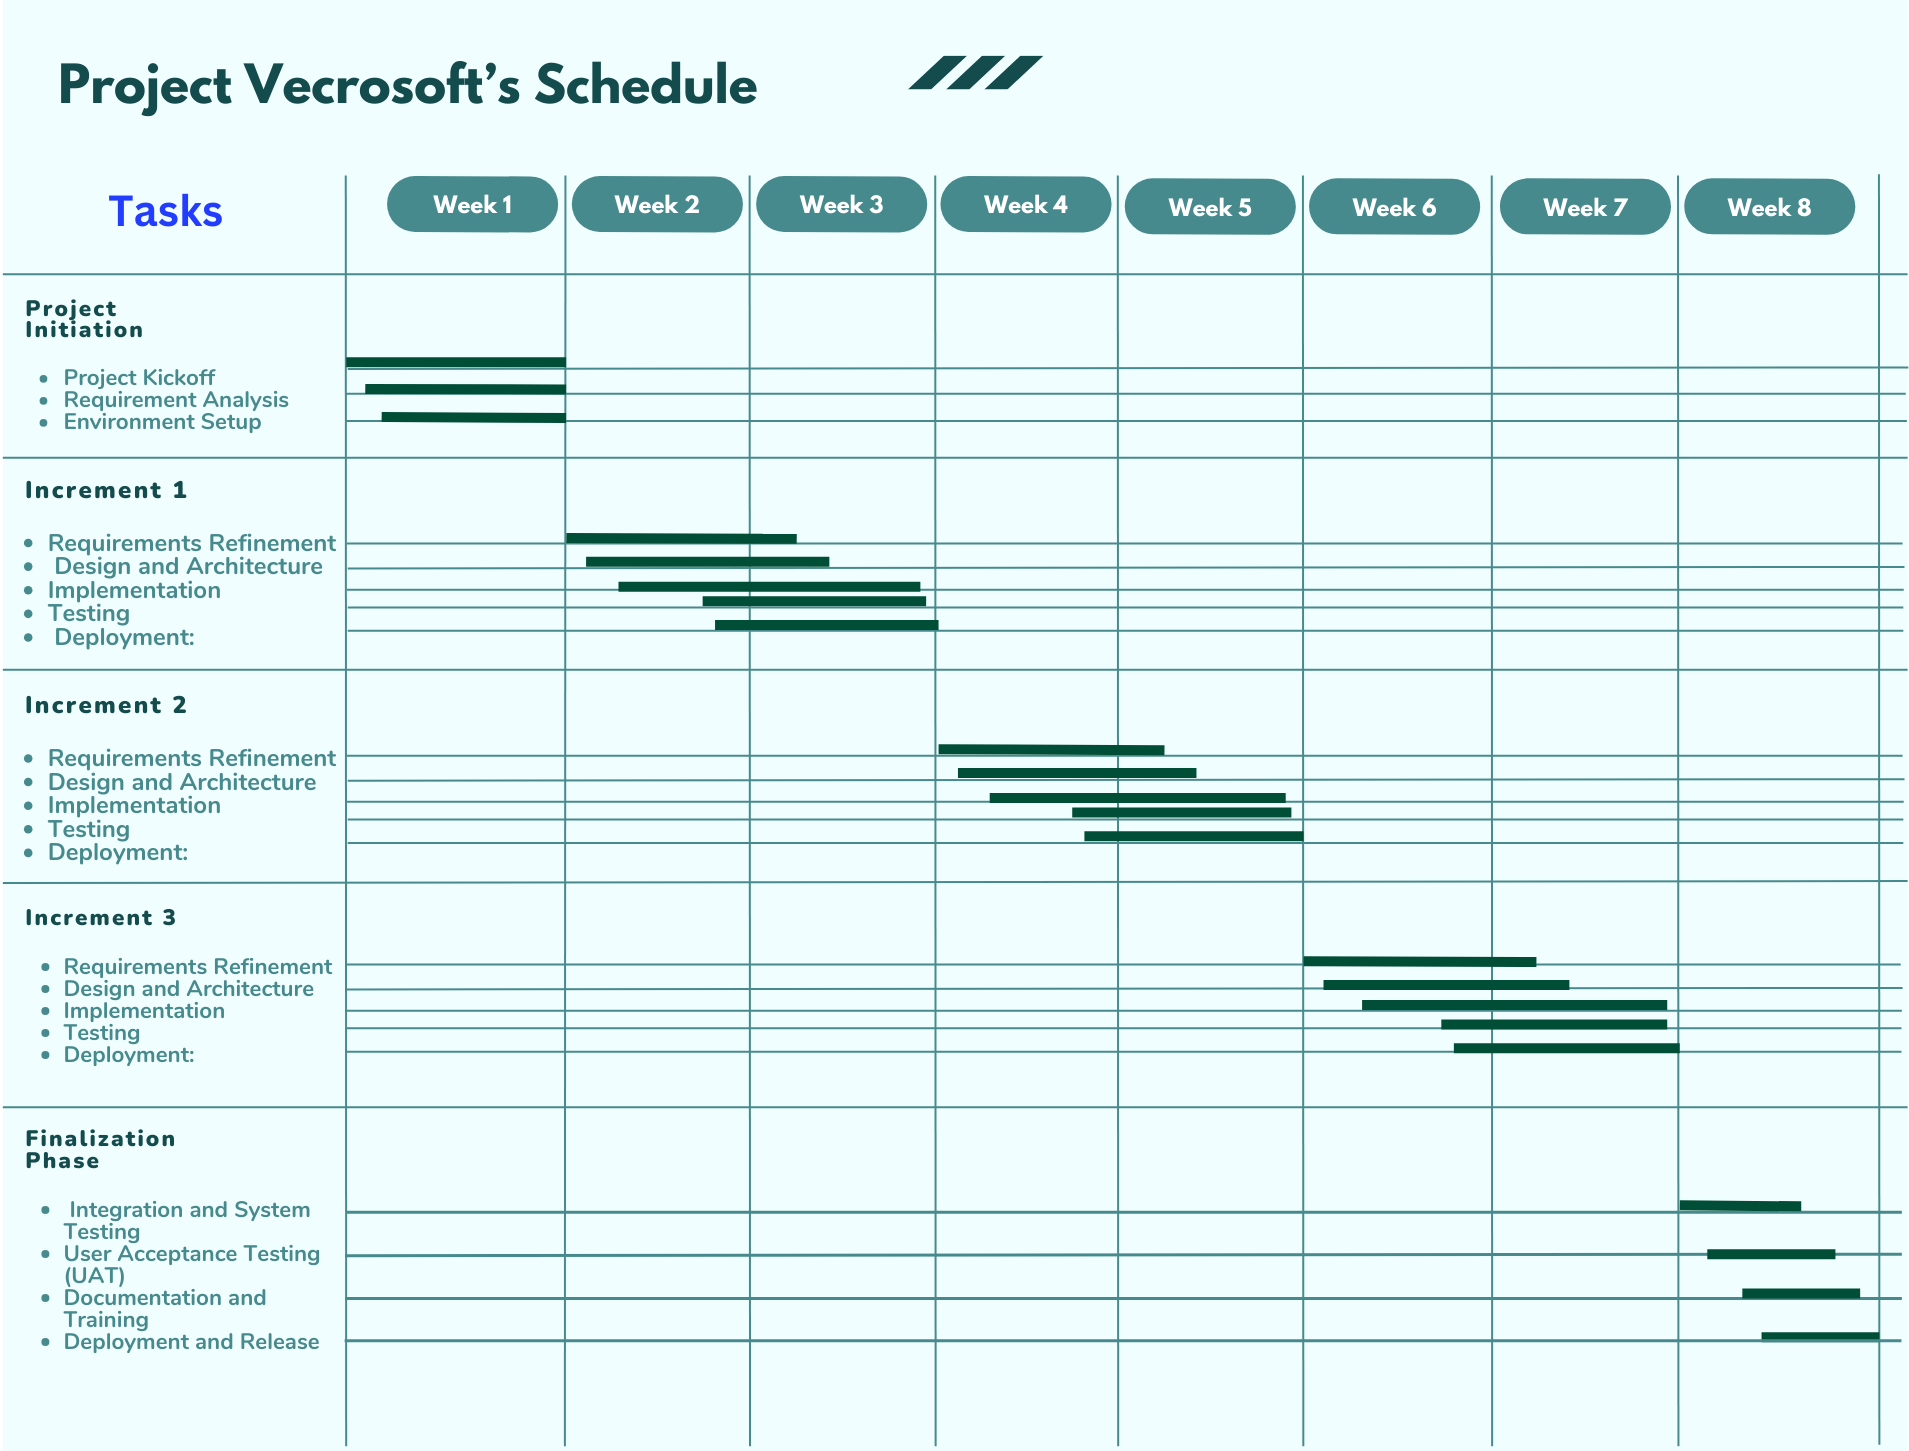 Project Vecrosoft’s Schedule
Tasks
Week 1
Week 2
Week 3
Week 4
Week 5
Week 6
Week 7
Week 8
Project
Initiation
• Project Kickoff
• Requirement Analysis
• Environment Setup
Increment 1
• Requirements Refinement
• Design and Architecture
• Implementation
• Testing
• Deployment:
Increment 2
• Requirements Refinement
• Design and Architecture
• Implementation
• Testing
• Deployment:
Increment 3
• Requirements Refinement
• Design and Architecture
• Implementation
• Testing
• Deployment:
Finalization
Phase
• Integration and System
Testing
• User Acceptance Testing
(UAT)
• Documentation and
Training
• Deployment and Release